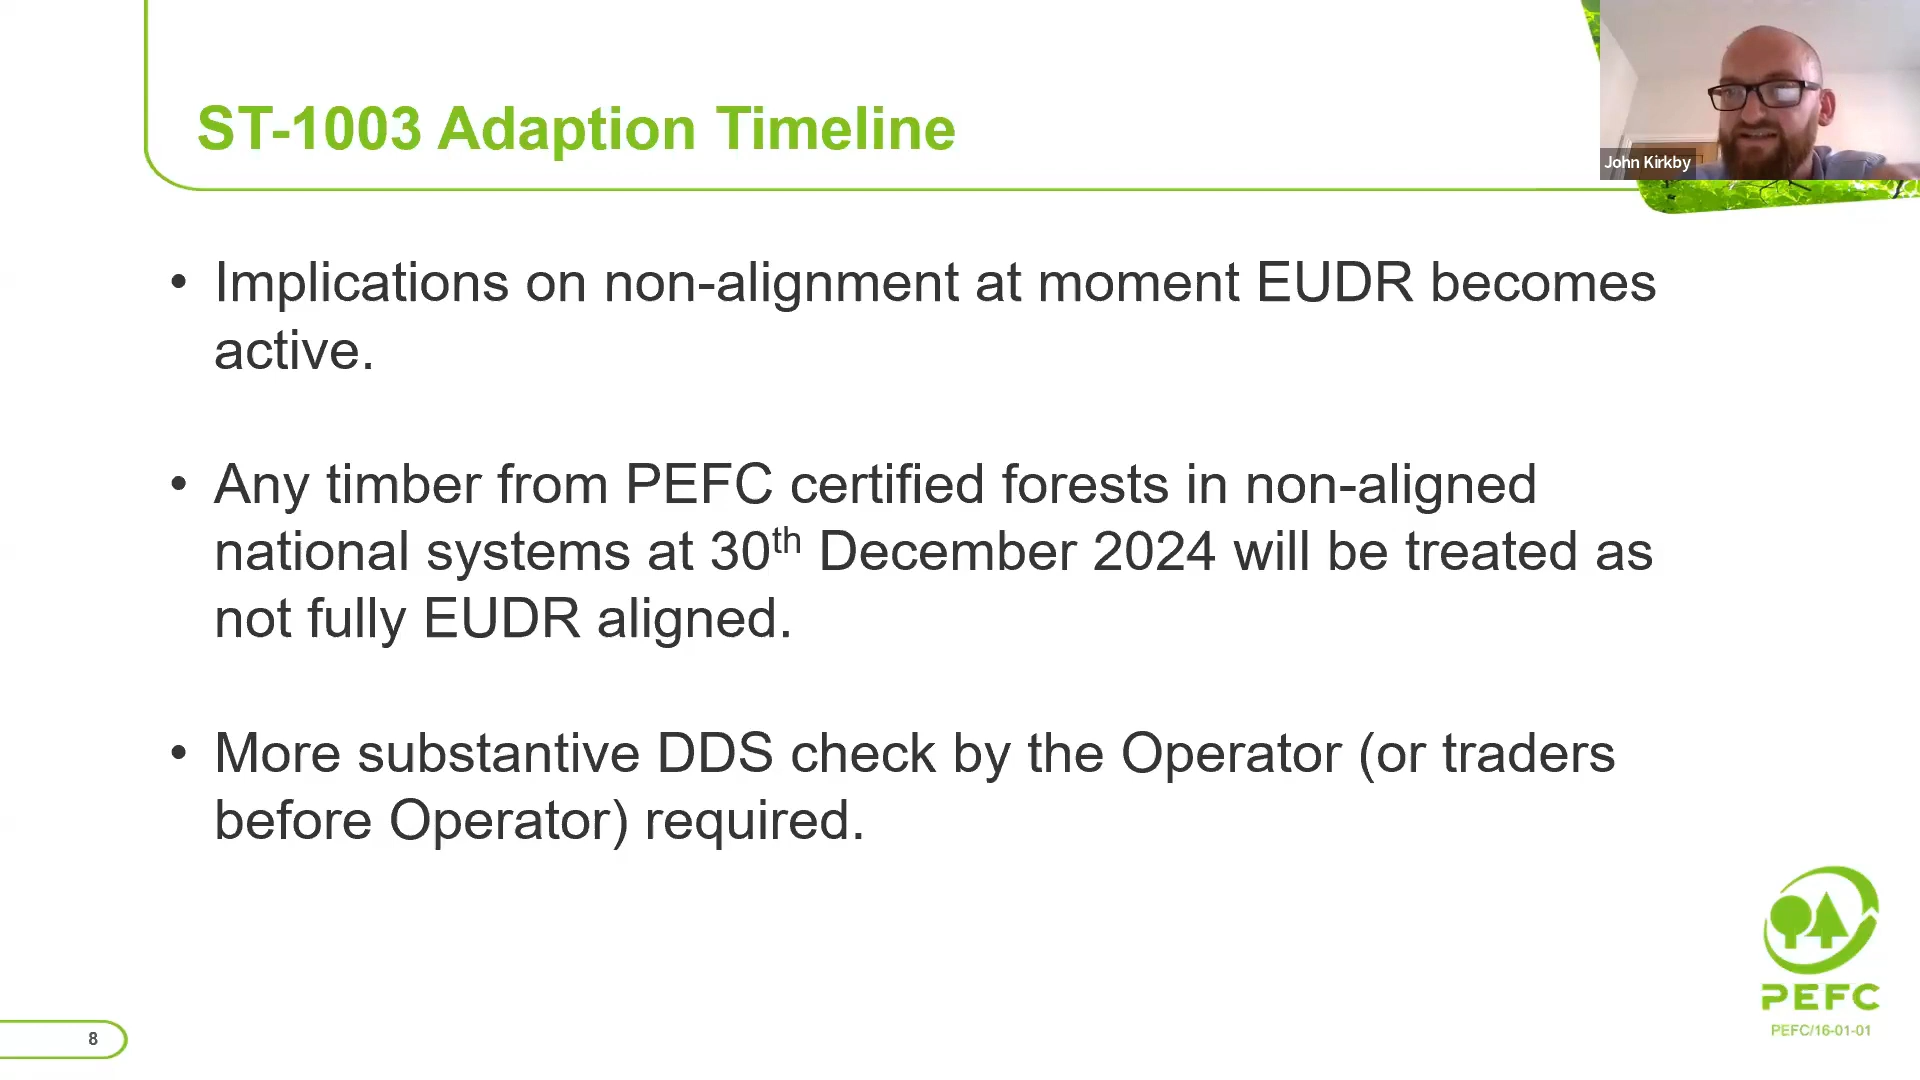 ST-1003 Adaption Timeline
John Kirkby
• Implications on non-alignment at moment EUDR becomes
active.
• Any timber from PEFC certified forests in non-aligned
national systems at 30th December 2024 will be treated as
not fully EUDR aligned.
• More substantive DDS check by the Operator (or traders
before Operator) required.
PEFC
PEFC/16-01-01
8